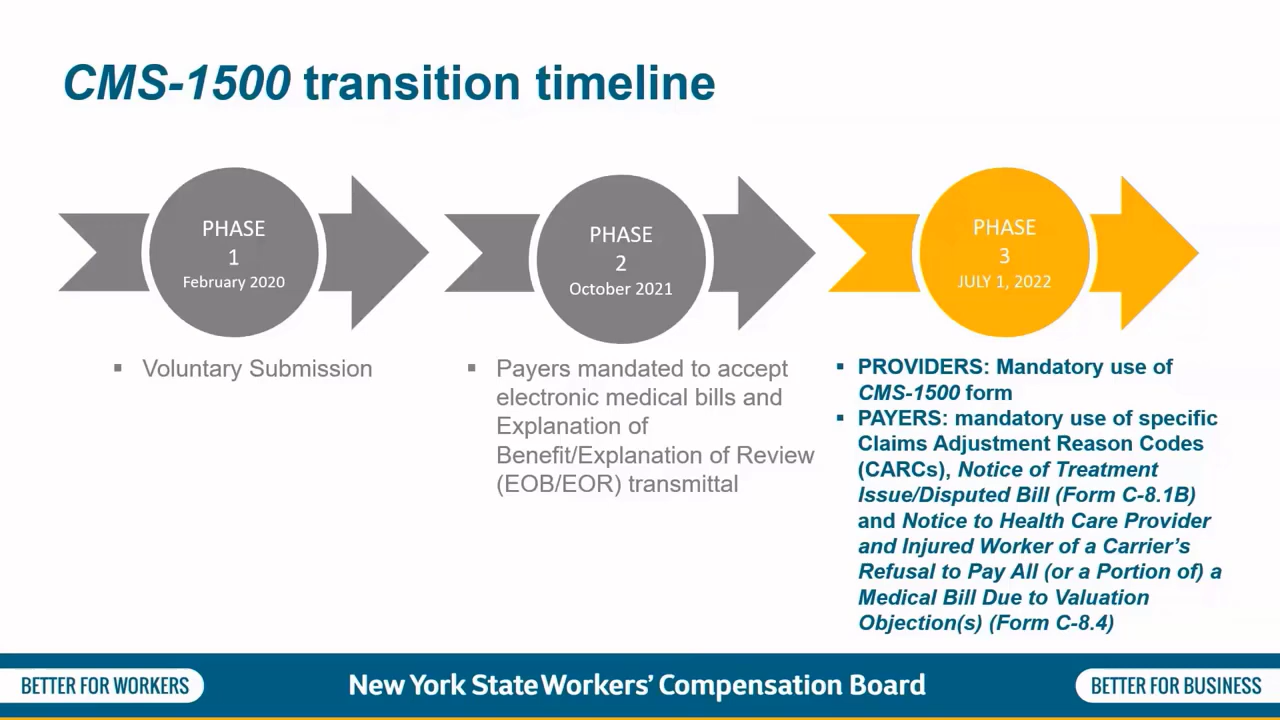 CMS-1500 transition timeline
PHASE
1
February 2020
PHASE
2
October 2021
PHASE
3
JULY 1, 2022
▪ Voluntary Submission
▪ Payers mandated to accept
electronic medical bills and
Explanation of
Benefit/Explanation of Review
(EOB/EOR) transmittal
▪ PROVIDERS: Mandatory use of
CMS-1500 form
▪ PAYERS: mandatory use of specific
Claims Adjustment Reason Codes
(CARCs), Notice of Treatment
Issue/Disputed Bill (Form C-8.1B)
and Notice to Health Care Provider
and Injured Worker of a Carrier’s
Refusal to Pay All (or a Portion of) a
Medical Bill Due to Valuation
Objection(s) (Form C-8.4)
BETTER FOR WORKERS
New York State Workers’ Compensation Board
BETTER FOR BUSINESS